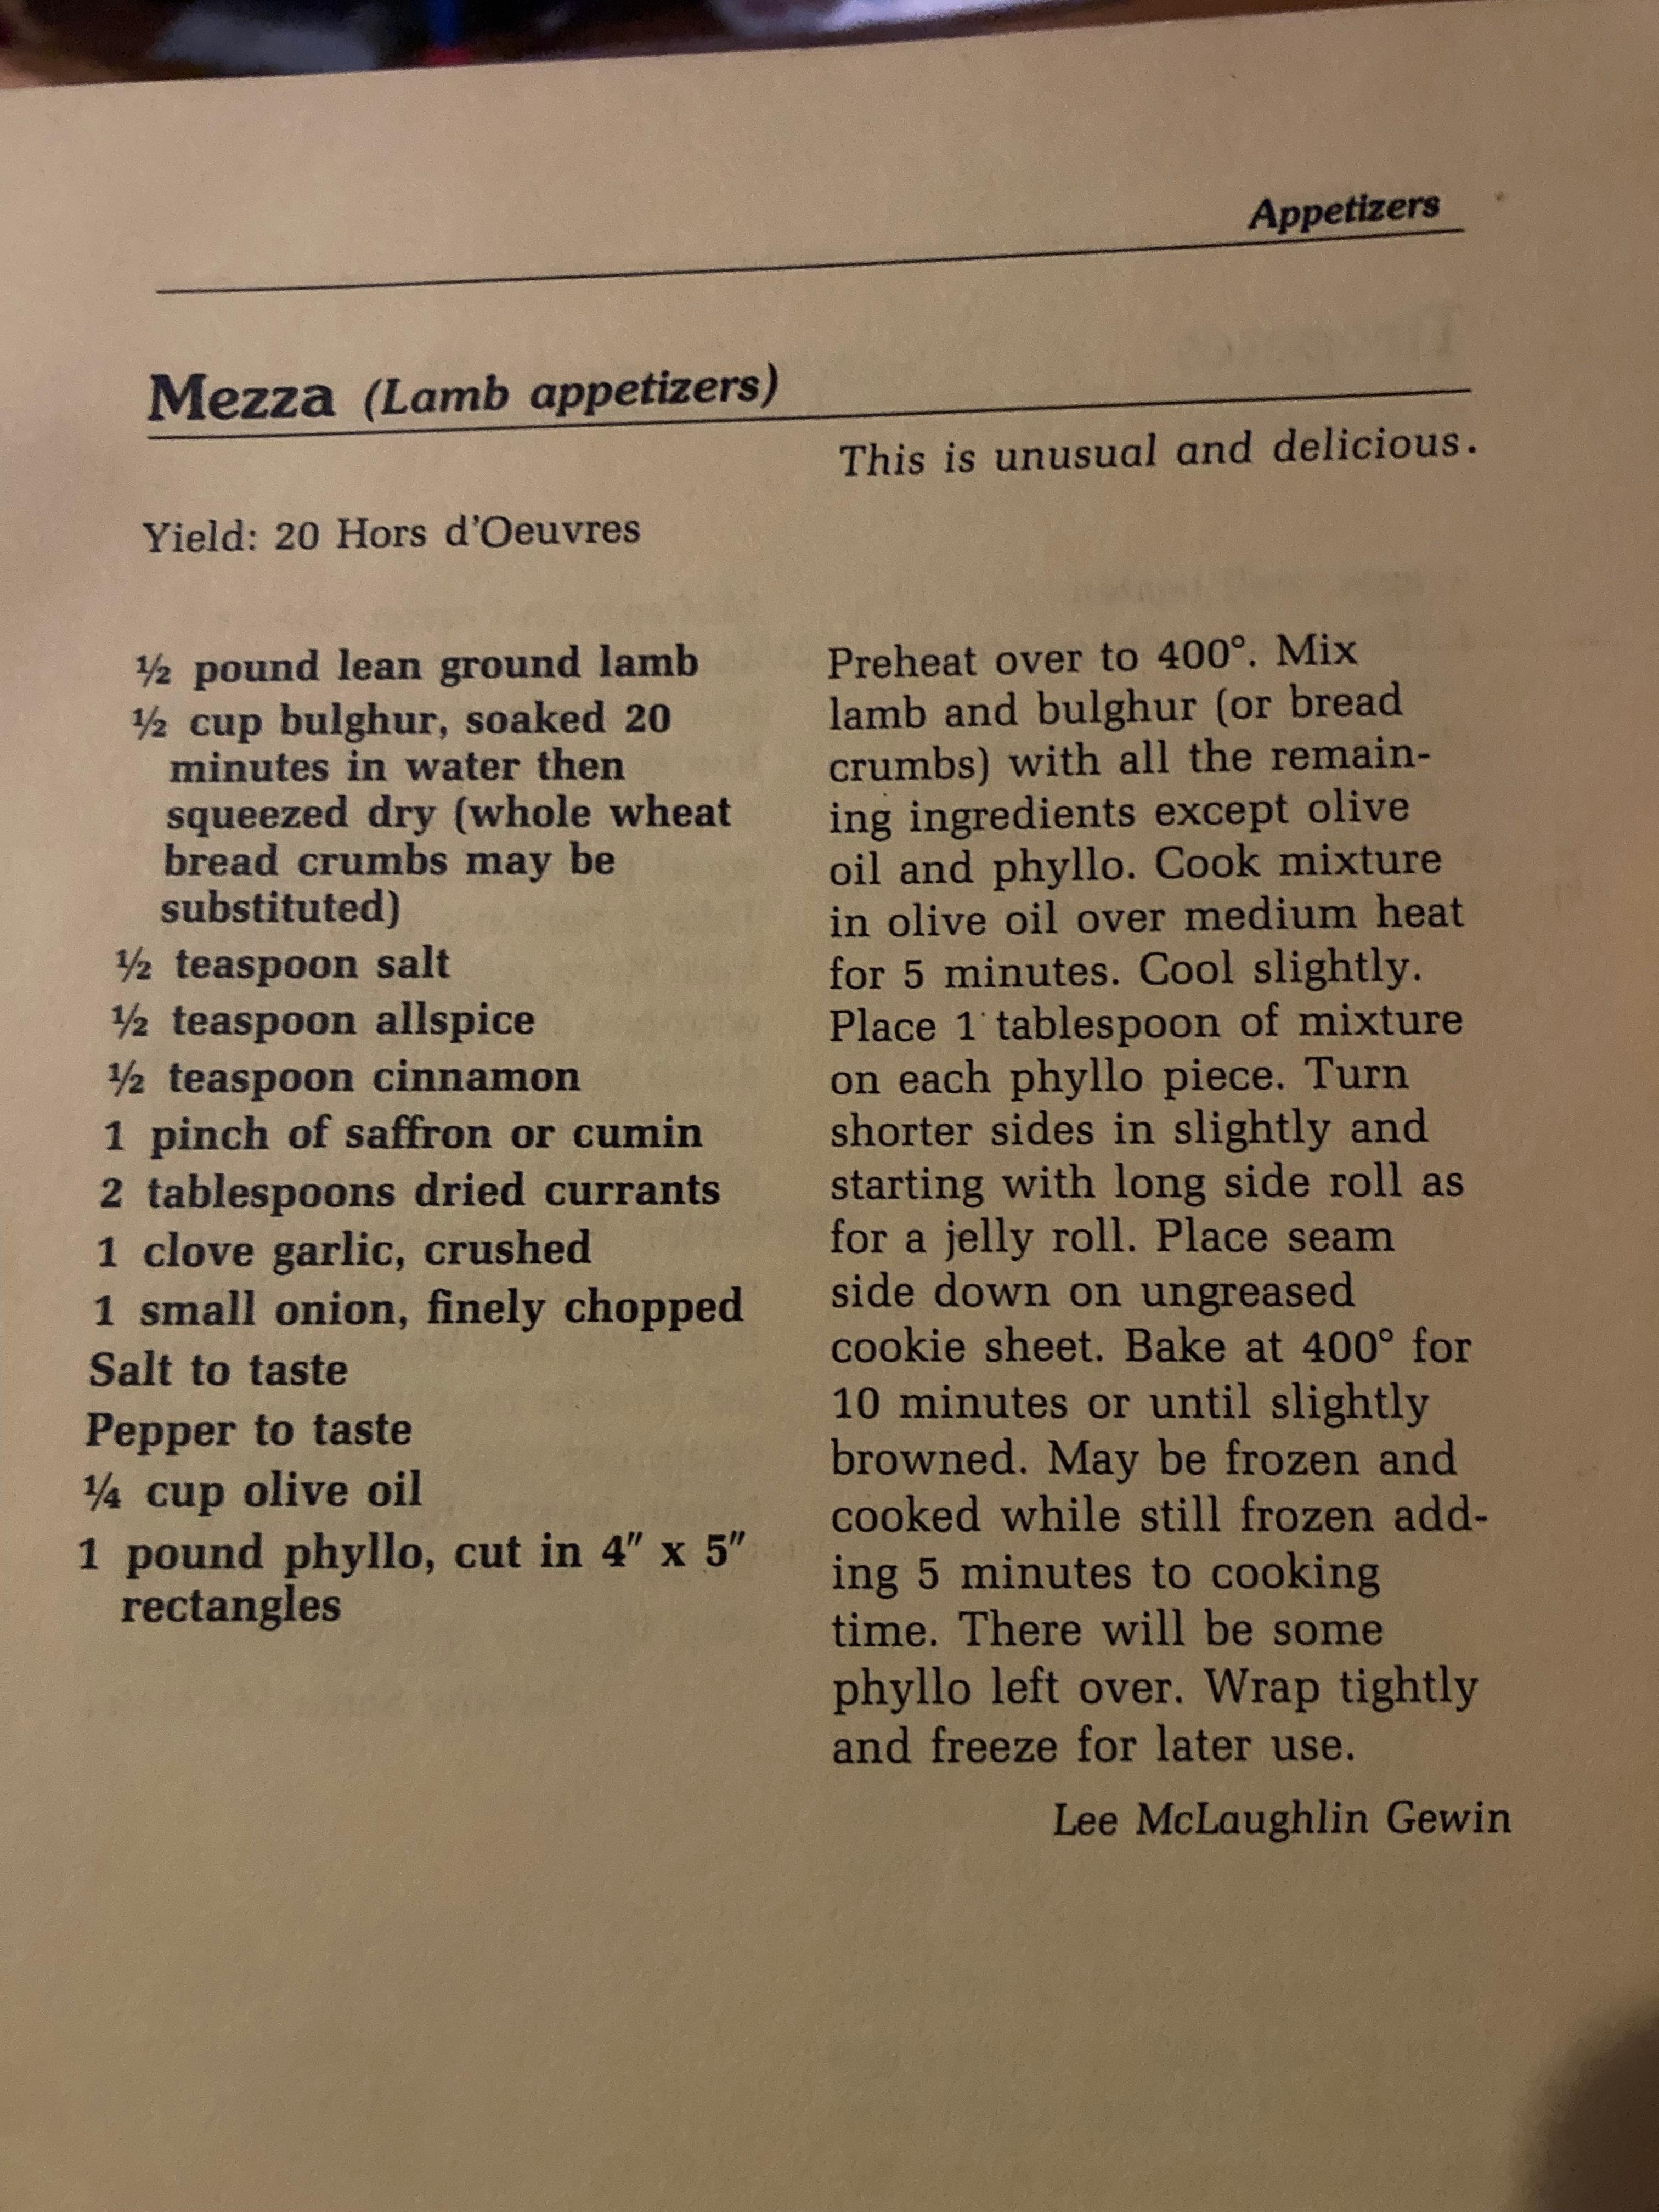 Appetizers
Mezza (Lamb appetizers)
This is unusual and delicious.
Yield: 20 Hors d'Oeuvres
½ pound lean ground lamb
½ cup bulghur, soaked 20
minutes in water then
squeezed dry (whole wheat
bread crumbs may be
substituted)
½ teaspoon salt
½ teaspoon allspice
½ teaspoon cinnamon
1 pinch of saffron or cumin
2 tablespoons dried currants
1 clove garlic, crushed
1 small onion, finely chopped
Salt to taste
Pepper to taste
¼ cup olive oil
1 pound phyllo, cut in 4" x 5"
rectangles
Preheat over to 400°. Mix
lamb and bulghur (or bread
crumbs) with all the remain-
ing ingredients except olive
oil and phyllo. Cook mixture
in olive oil over medium heat
for 5 minutes. Cool slightly.
Place 1 tablespoon of mixture
on each phyllo piece. Turn
shorter sides in slightly and
starting with long side roll as
for a jelly roll. Place seam
side down on ungreased
cookie sheet. Bake at 400° for
10 minutes or until slightly
browned. May be frozen and
cooked while still frozen add-
ing 5 minutes to cooking
time. There will be some
phyllo left over. Wrap tightly
and freeze for later use.
Lee McLaughlin Gewin